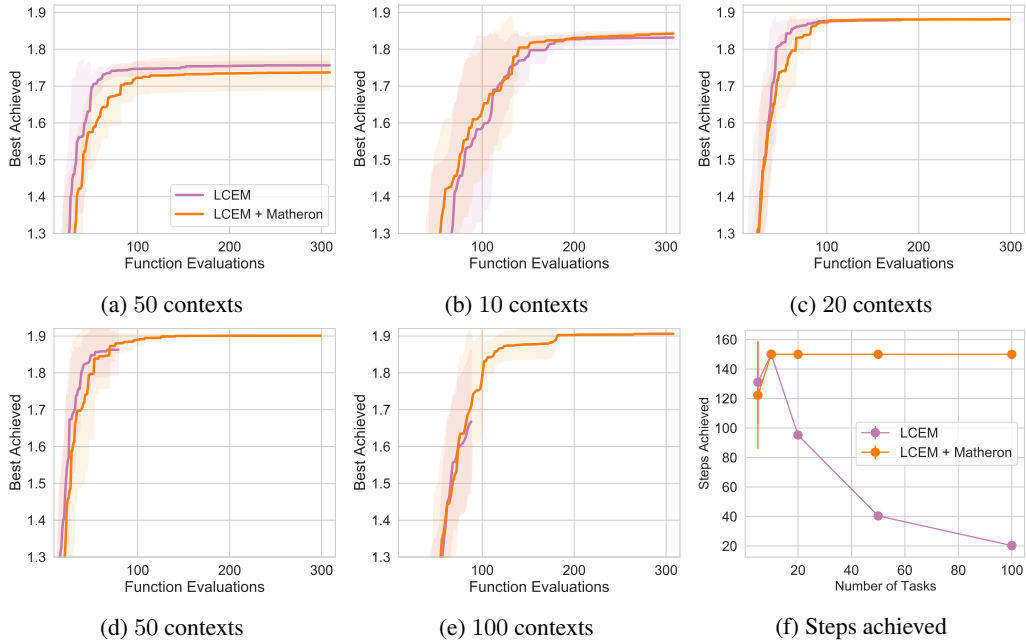 1.9
1.8
1.7
1.6
1.5
1.4
1.3
Best Achieved
LCEM
LCEM + Matheron
100 200 300
Function Evaluations
(a) 50 contexts
1.9
1.8
1.7
1.6
1.5
1.4
1.3
Best Achieved
100 200 300
Function Evaluations
(b) 10 contexts
1.9
1.8
1.7
1.6
1.5
1.4
1.3
Best Achieved
100 200 300
Function Evaluations
(c) 20 contexts
1.9
1.8
1.7
1.6
1.5
1.4
1.3
Best Achieved
100 200 300
Function Evaluations
(d) 50 contexts
1.9
1.8
1.7
1.6
1.5
1.4
1.3
Best Achieved
100 200 300
Function Evaluations
(e) 100 contexts
160
140
120
100
80
60
40
20
Steps Achieved
LCEM
LCEM + Matheron
20 40 60 80 100
Number of Tasks
(f) Steps achieved